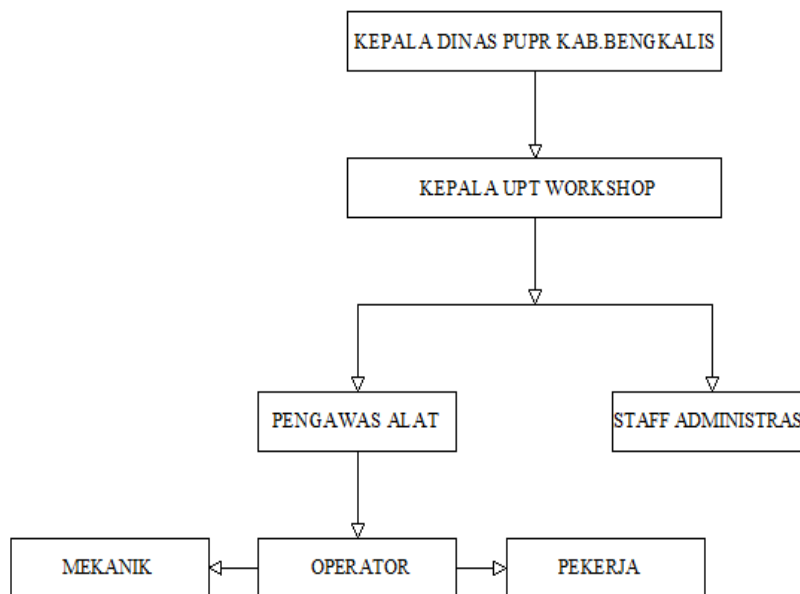 KEPALA DINAS PUPR KAB.BENGKALIS
KEPALA UPT WORKSHOP
PENGAWAS ALAT
STAFF ADMINISTRAS
MEKANIK
OPERATOR
PEKERJA